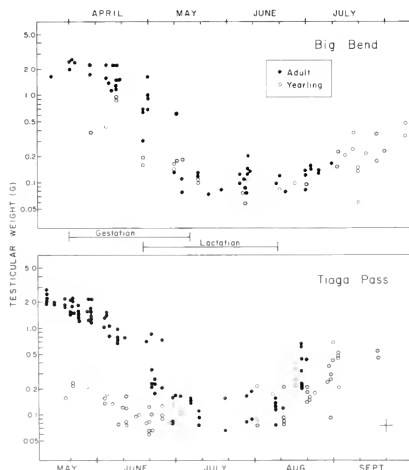 APRIL MAY JUNE JULY
5.0
Big Bend
2.0
Adult
Yearling
1.0
0.5
0.2
0.1
0.05
Gestation
Lactation
TESTICULAR WEIGHT (G)
5.0
Tioga Pass
2.0
1.0
0.5
0.2
0.1
0.05
MAY JUNE JULY AUG. SEPT.